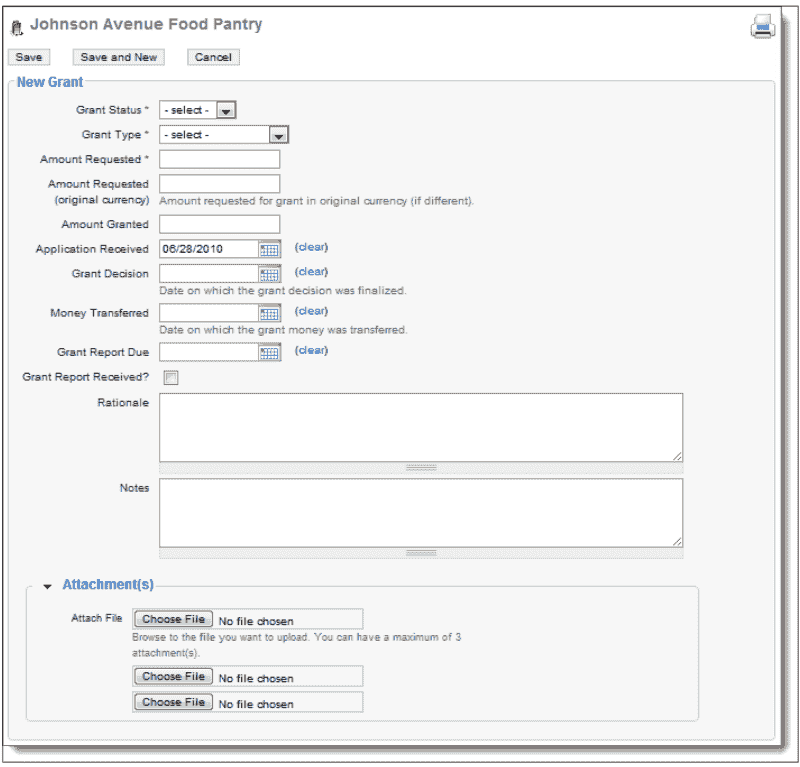 Johnson Avenue Food Pantry
Save Save and New Cancel
New Grant
Grant Status * - select -
Grant Type * - select -
Amount Requested *
Amount Requested
(original currency) Amount requested for grant in original currency (if different).
Amount Granted
Application Received 06/28/2010 (clear)
Grant Decision (clear)
Date on which the grant decision was finalized.
Money Transferred (clear)
Date on which the grant money was transferred.
Grant Report Due (clear)
Grant Report Received?
Rationale
Notes
Attachment(s)
Attach File Choose File No file chosen
Browse to the file you want to upload. You can have a maximum of 3
attachment(s).
Choose File No file chosen
Choose File No file chosen